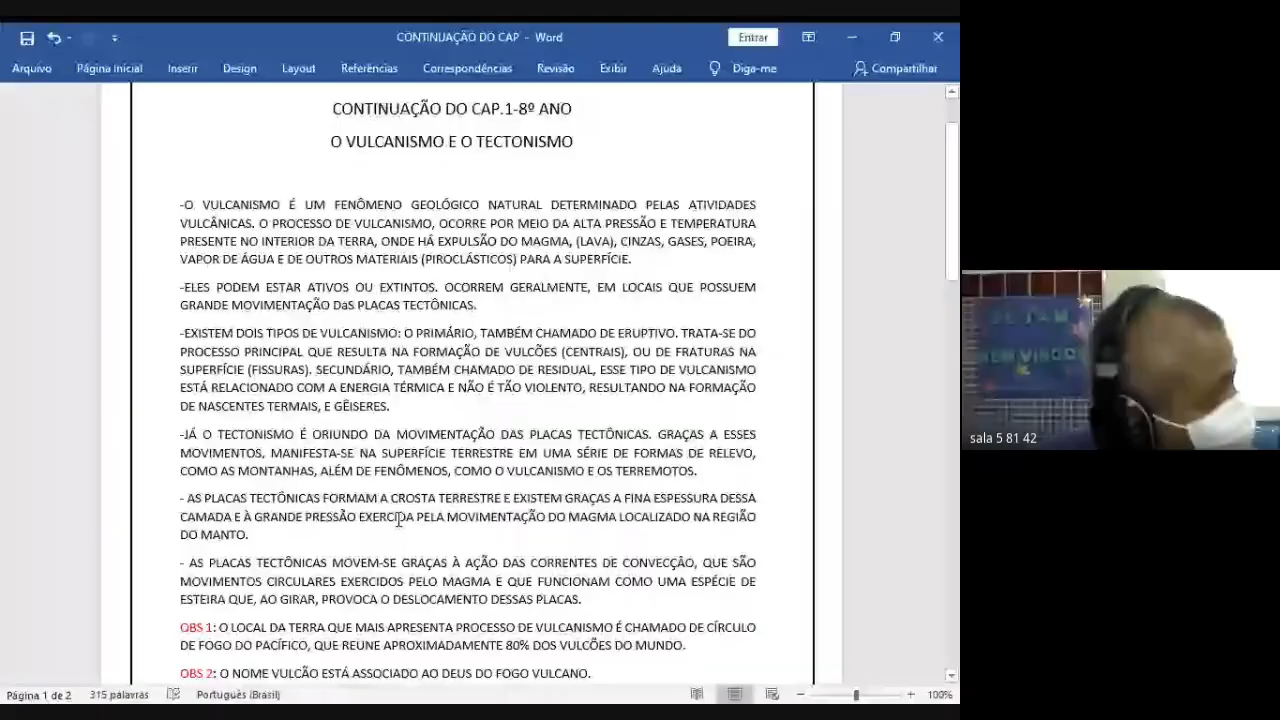 CONTINUAÇÃO DO CAP - Word
Entrar
Arquivo Página Inicial Inserir Design Layout Referências Correspondências Revisão Exibir Ajuda Diga-me Compartilhar
CONTINUAÇÃO DO CAP.1-8º ANO
O VULCANISMO E O TECTONISMO
-O VULCANISMO É UM FENÔMENO GEOLÓGICO NATURAL DETERMINADO PELAS ATIVIDADES
VULCÂNICAS. O PROCESSO DE VULCANISMO, OCORRE POR MEIO DA ALTA PRESSÃO E TEMPERATURA
PRESENTE NO INTERIOR DA TERRA, ONDE HÁ EXPULSÃO DO MAGMA, (LAVA), CINZAS, GASES, POEIRA,
VAPOR DE ÁGUA E DE OUTROS MATERIAIS (PIROCLÁSTICOS) PARA A SUPERFÍCIE.
-ELES PODEM ESTAR ATIVOS OU EXTINTOS. OCORREM GERALMENTE, EM LOCAIS QUE POSSUEM
GRANDE MOVIMENTAÇÃO DaS PLACAS TECTÔNICAS.
-EXISTEM DOIS TIPOS DE VULCANISMO: O PRIMÁRIO, TAMBÉM CHAMADO DE ERUPTIVO. TRATA-SE DO
PROCESSO PRINCIPAL QUE RESULTA NA FORMAÇÃO DE VULCÕES (CENTRAIS), OU DE FRATURAS NA
SUPERFÍCIE (FISSURAS). SECUNDÁRIO, TAMBÉM CHAMADO DE RESIDUAL, ESSE TIPO DE VULCANISMO
ESTÁ RELACIONADO COM A ENERGIA TÉRMICA E NÃO É TÃO VIOLENTO, RESULTANDO NA FORMAÇÃO
DE NASCENTES TERMAIS, E GÊISERES.
-JÁ O TECTONISMO É ORIUNDO DA MOVIMENTAÇÃO DAS PLACAS TECTÔNICAS. GRAÇAS A ESSES
MOVIMENTOS, MANIFESTA-SE NA SUPERFÍCIE TERRESTRE EM UMA SÉRIE DE FORMAS DE RELEVO,
COMO AS MONTANHAS, ALÉM DE FENÔMENOS, COMO O VULCANISMO E OS TERREMOTOS.
- AS PLACAS TECTÔNICAS FORMAM A CROSTA TERRESTRE E EXISTEM GRAÇAS A FINA ESPESSURA DESSA
CAMADA E À GRANDE PRESSÃO EXERCIDA PELA MOVIMENTAÇÃO DO MAGMA LOCALIZADO NA REGIÃO
DO MANTO.
- AS PLACAS TECTÔNICAS MOVEM-SE GRAÇAS À AÇÃO DAS CORRENTES DE CONVECÇÃO, QUE SÃO
MOVIMENTOS CIRCULARES EXERCIDOS PELO MAGMA E QUE FUNCIONAM COMO UMA ESPÉCIE DE
ESTEIRA QUE, AO GIRAR, PROVOCA O DESLOCAMENTO DESSAS PLACAS.
OBS 1: O LOCAL DA TERRA QUE MAIS APRESENTA PROCESSO DE VULCANISMO É CHAMADO DE CÍRCULO
DE FOGO DO PACÍFICO, QUE REUNE APROXIMADAMENTE 80% DOS VULCÕES DO MUNDO.
OBS 2: O NOME VULCÃO ESTÁ ASSOCIADO AO DEUS DO FOGO VULCANO.
Página 1 de 2 315 palavras Português (Brasil) 100%
sala 5 81 42